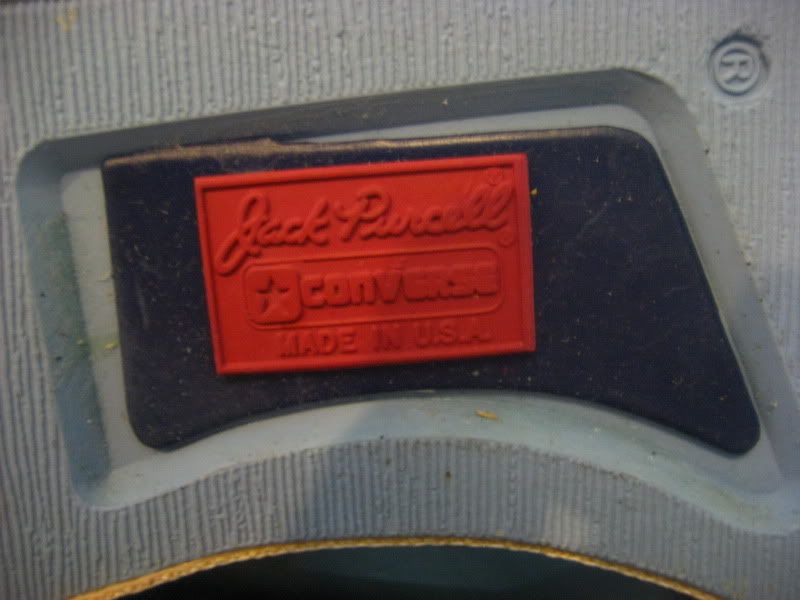 Jack Purcell®
CONVERSE
MADE IN U.S.A.
®